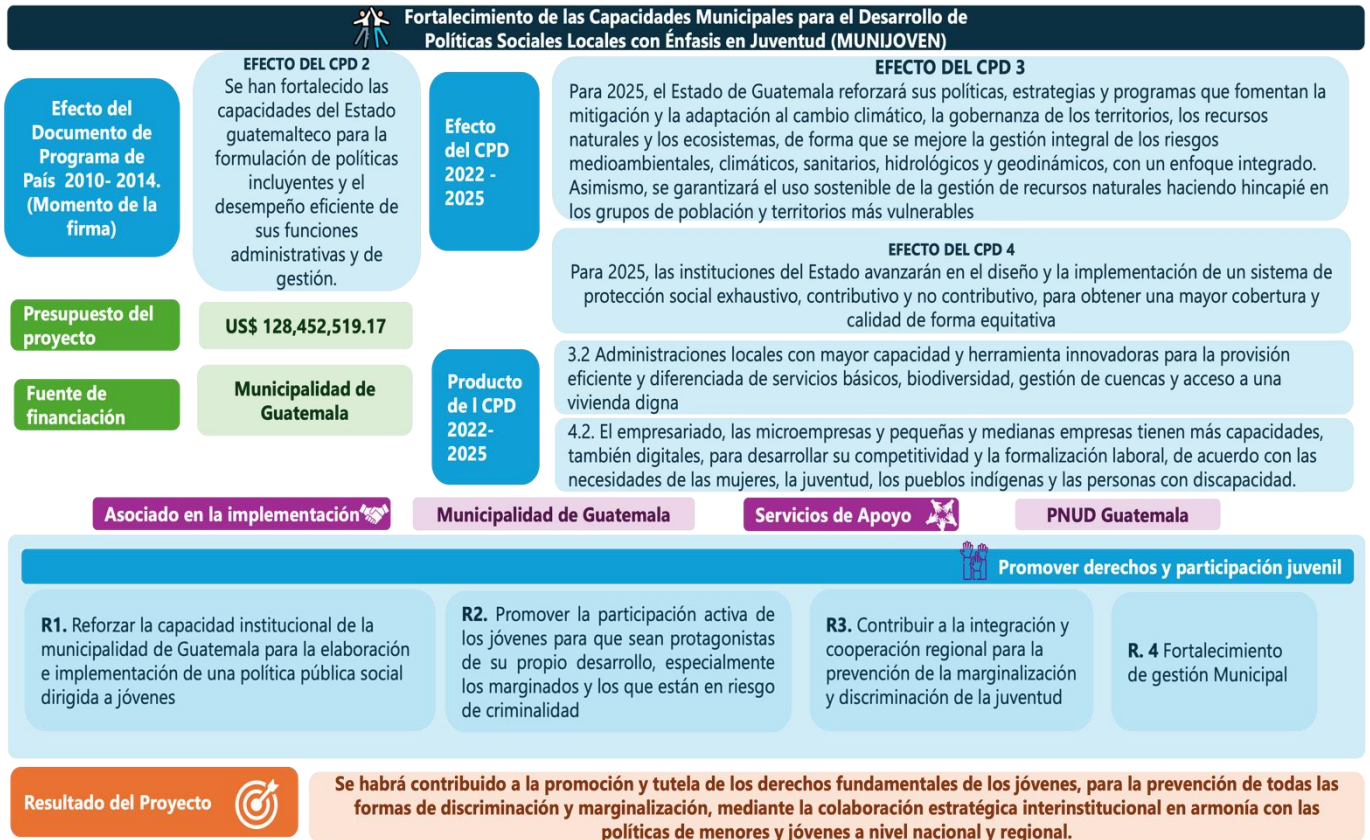 Fortalecimiento de las Capacidades Municipales para el Desarrollo de
Políticas Sociales Locales con Énfasis en Juventud (MUNIJOVEN)
Efecto del
Documento de
Programa de
País 2010- 2014.
(Momento de la
firma)
EFECTO DEL CPD 2
Se han fortalecido las
capacidades del Estado
guatemalteco para la
formulación de políticas
incluyentes y el
desempeño eficiente de
sus funciones
administrativas y de
gestión.
Efecto
del CPD
2022 -
2025
EFECTO DEL CPD 3
Para 2025, el Estado de Guatemala reforzará sus políticas, estrategias y programas que fomentan la
mitigación y la adaptación al cambio climático, la gobernanza de los territorios, los recursos
naturales y los ecosistemas, de forma que se mejore la gestión integral de los riesgos
medioambientales, climáticos, sanitarios, hidrológicos y geodinámicos, con un enfoque integrado.
Asimismo, se garantizará el uso sostenible de la gestión de recursos naturales haciendo hincapié en
los grupos de población y territorios más vulnerables
EFECTO DEL CPD 4
Para 2025, las instituciones del Estado avanzarán en el diseño y la implementación de un sistema de
protección social exhaustivo, contributivo y no contributivo, para obtener una mayor cobertura y
calidad de forma equitativa
Presupuesto del
proyecto
US$ 128,452,519.17
Fuente de
financiación
Municipalidad de
Guatemala
Producto
de l CPD
2022-
2025
3.2 Administraciones locales con mayor capacidad y herramienta innovadoras para la provisión
eficiente y diferenciada de servicios básicos, biodiversidad, gestión de cuencas y acceso a una
vivienda digna
4.2. El empresariado, las microempresas y pequeñas y medianas empresas tienen más capacidades,
también digitales, para desarrollar su competitividad y la formalización laboral, de acuerdo con las
necesidades de las mujeres, la juventud, los pueblos indígenas y las personas con discapacidad.
Asociado en la implementación
Municipalidad de Guatemala
Servicios de Apoyo
PNUD Guatemala
Promover derechos y participación juvenil
R1. Reforzar la capacidad institucional de la
municipalidad de Guatemala para la elaboración
e implementación de una política pública social
dirigida a jóvenes
R2. Promover la participación activa de
los jóvenes para que sean protagonistas
de su propio desarrollo, especialmente
los marginados y los que están en riesgo
de criminalidad
R3. Contribuir a la integración y
cooperación regional para la
prevención de la marginalización
y discriminación de la juventud
R. 4 Fortalecimiento
de gestión Municipal
Resultado del Proyecto
Se habrá contribuido a la promoción y tutela de los derechos fundamentales de los jóvenes, para la prevención de todas las
formas de discriminación y marginalización, mediante la colaboración estratégica interinstitucional en armonía con las
políticas de menores y jóvenes a nivel nacional y regional.